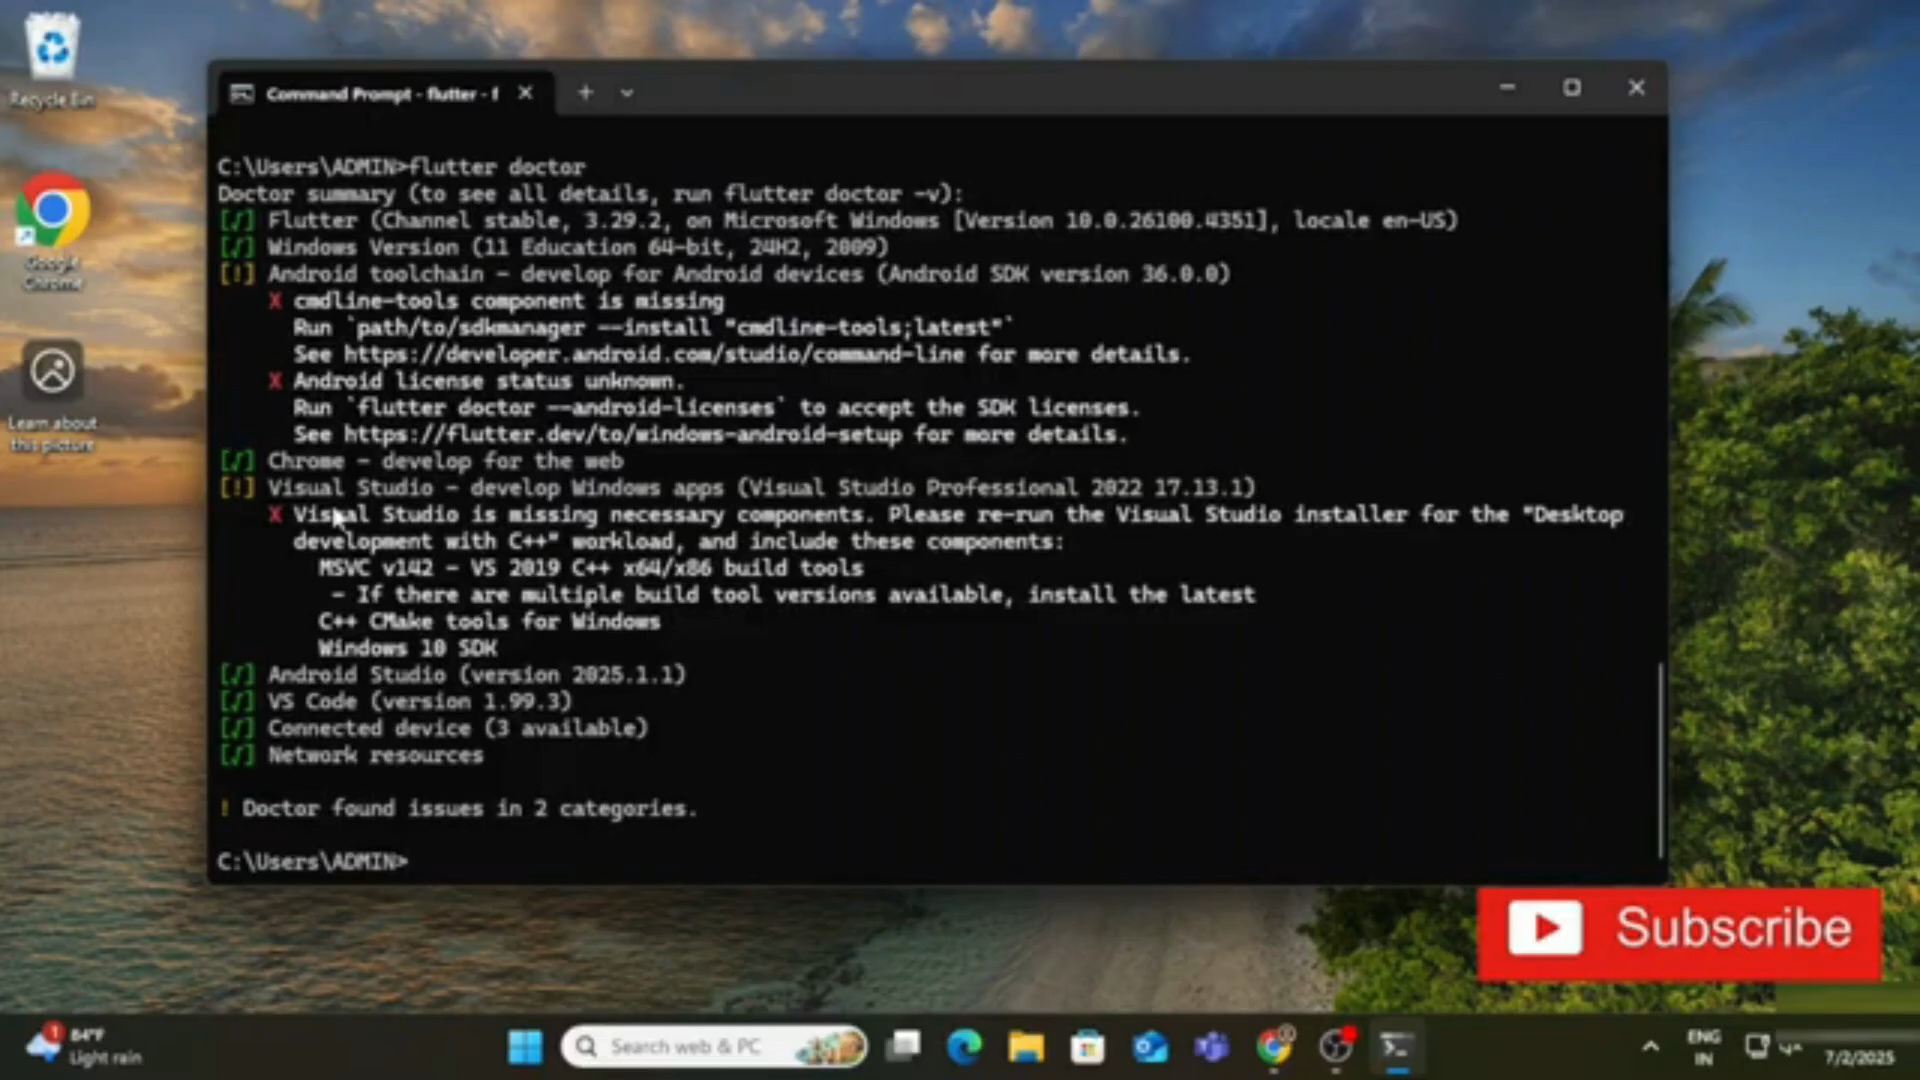 Recycle Bin
Google
Chrome
Learn about
this picture
Command Prompt - flutter - f
C:\Users\ADMIN>flutter doctor
Doctor summary (to see all details, run flutter doctor -v):
[√] Flutter (Channel stable, 3.29.2, on Microsoft Windows [Version 10.0.26100.4351], locale en-US)
[√] Windows Version (11 Education 64-bit, 24H2, 2009)
[!] Android toolchain - develop for Android devices (Android SDK version 36.0.0)
X cmdline-tools component is missing
Run `path/to/sdkmanager --install "cmdline-tools;latest"`
See https://developer.android.com/studio/command-line for more details.
X Android license status unknown.
Run `flutter doctor --android-licenses` to accept the SDK licenses.
See https://flutter.dev/to/windows-android-setup for more details.
[√] Chrome - develop for the web
[!] Visual Studio - develop Windows apps (Visual Studio Professional 2022 17.13.1)
X Visual Studio is missing necessary components. Please re-run the Visual Studio installer for the "Desktop
development with C++" workload, and include these components:
MSVC v142 - VS 2019 C++ x64/x86 build tools
- If there are multiple build tool versions available, install the latest
C++ CMake tools for Windows
Windows 10 SDK
[√] Android Studio (version 2025.1.1)
[√] VS Code (version 1.99.3)
[√] Connected device (3 available)
[√] Network resources
! Doctor found issues in 2 categories.
C:\Users\ADMIN>
Subscribe
1
84°F
Light rain
Search web & PC
ENG
IN
7/2/2025